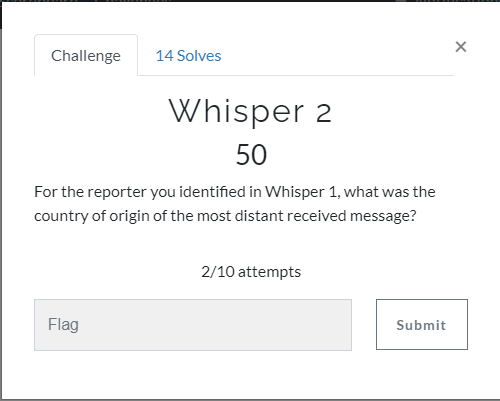 Challenge
14 Solves
×
Whisper 2
50
For the reporter you identified in Whisper 1, what was the
country of origin of the most distant received message?
2/10 attempts
Flag
Submit